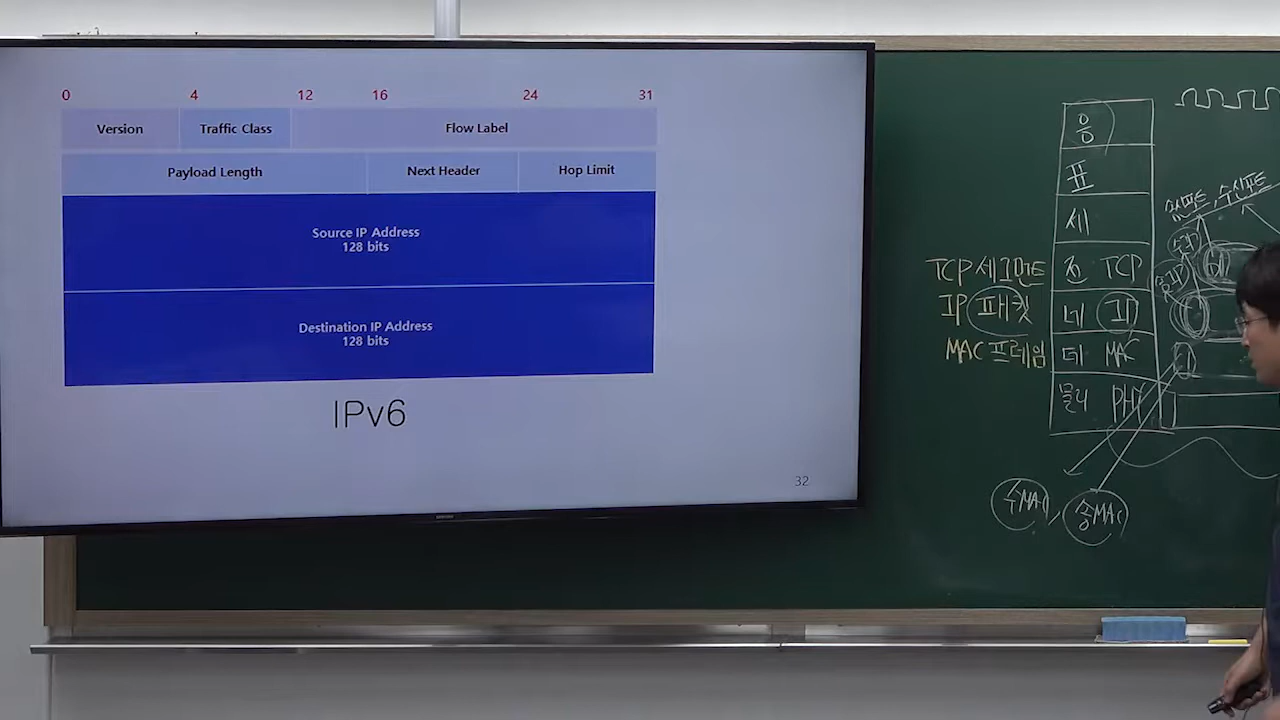 0 4 12 16 24 31
Version Traffic Class Flow Label
Payload Length Next Header Hop Limit
Source IP Address
128 bits
Destination IP Address
128 bits
IPv6
32
응
표
세
TCP 세그먼트 전 TCP
IP 패킷 네 IP
MAC 프레임 데 MAC
물리 PHY
송신포트, 수신포트
수MAC, 송MAC